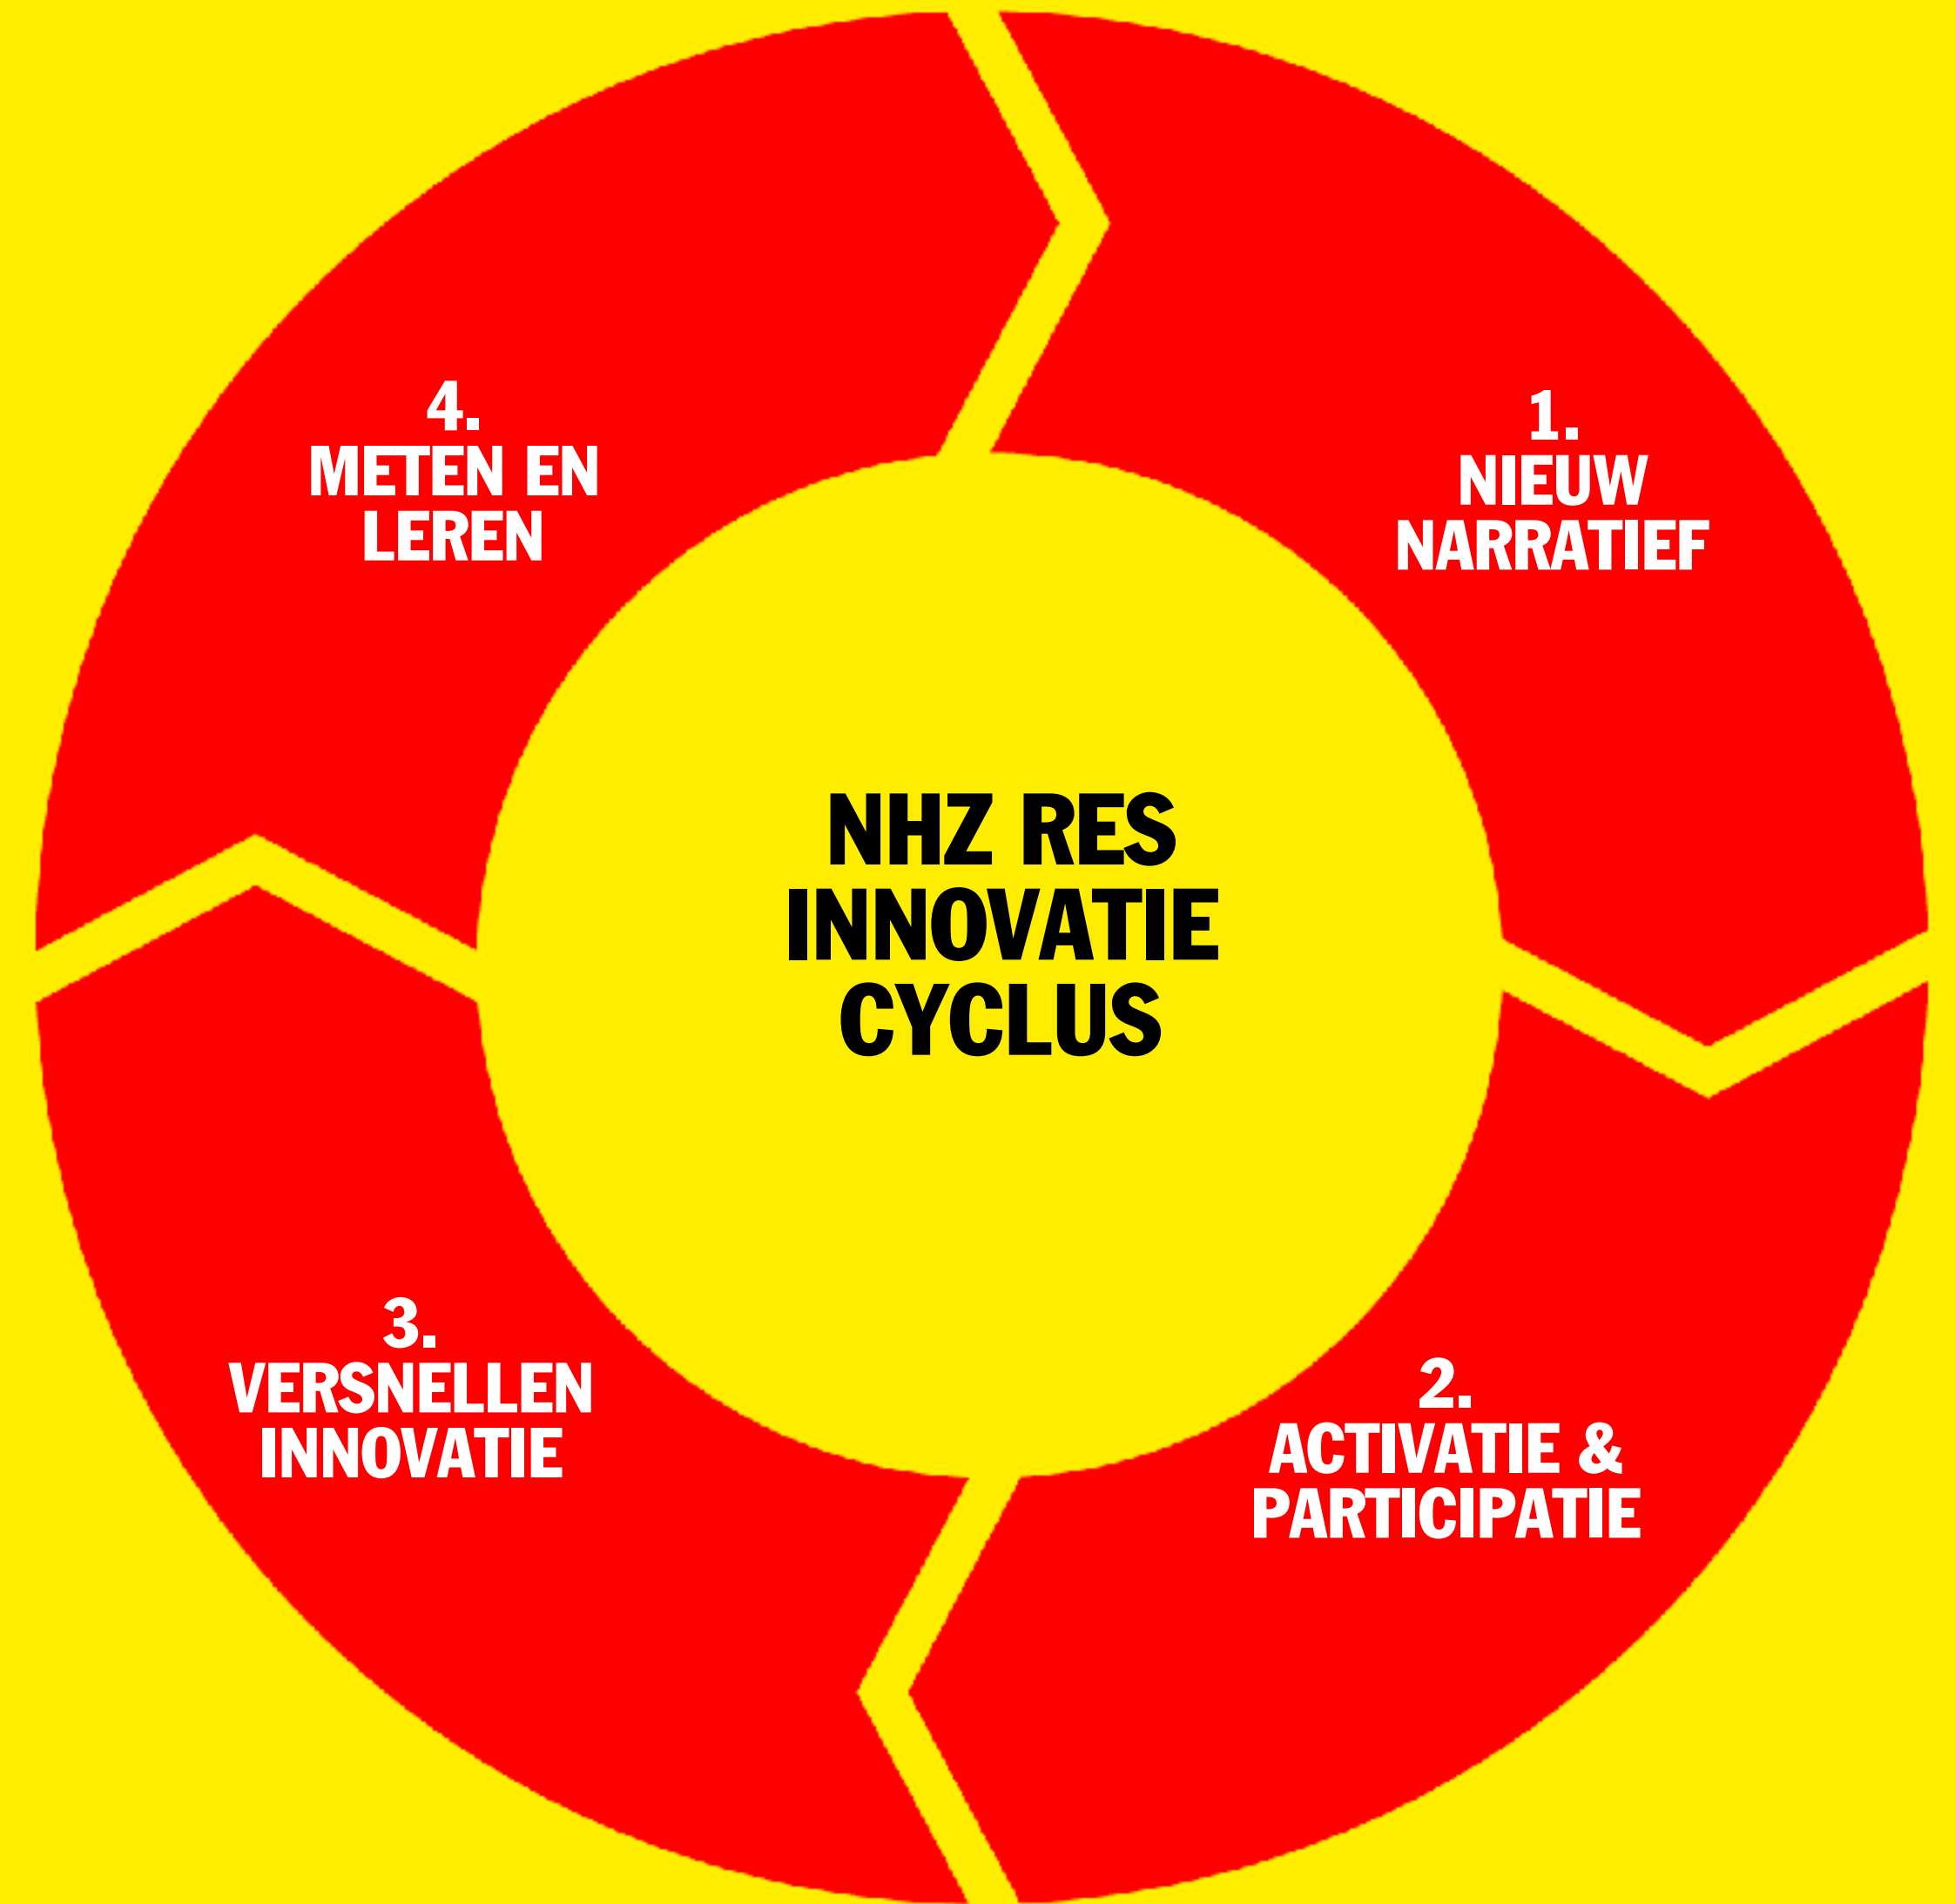 NHZ RES
INNOVATIE
CYCLUS
1.
NIEUW
NARRATIEF
2.
ACTIVATIE &
PARTICIPATIE
3.
VERSNELLEN
INNOVATIE
4.
METEN EN
LEREN